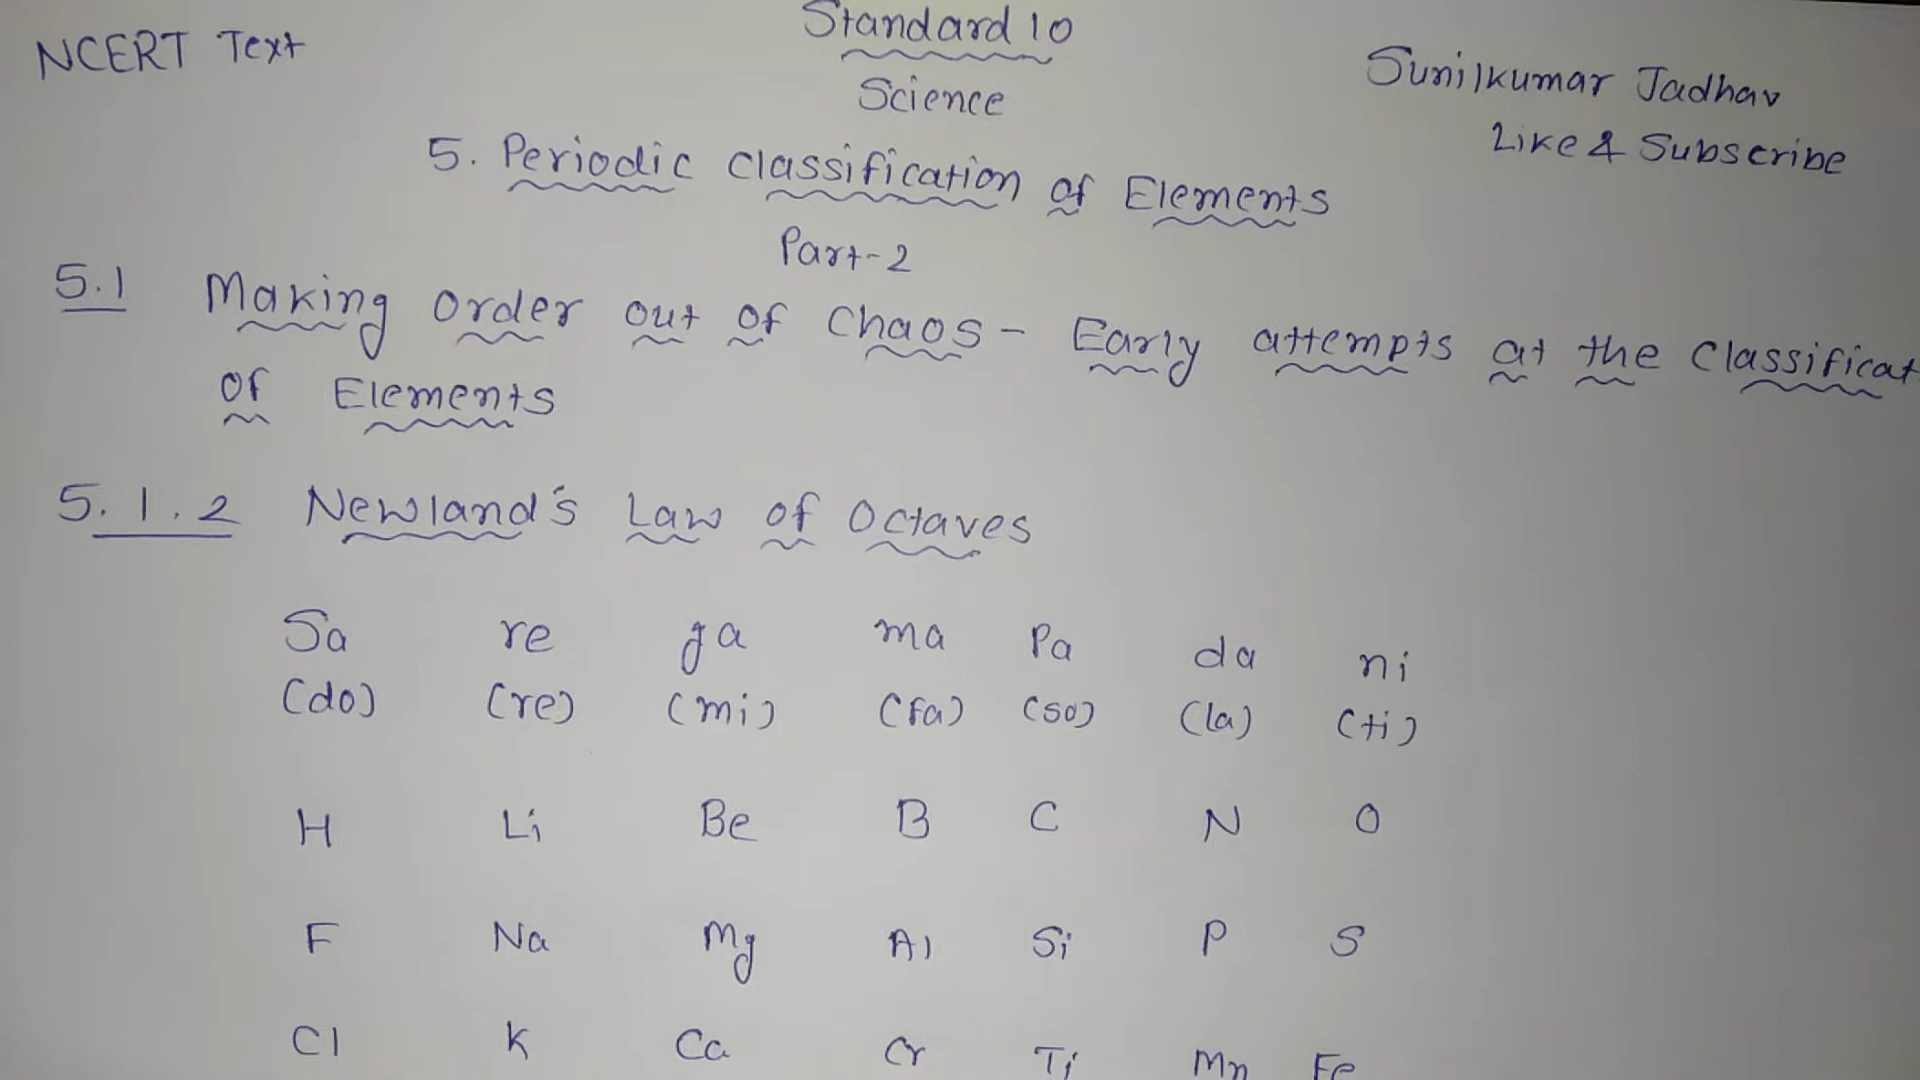 NCERT Text
Standard 10
Science
Sunilkumar Jadhav
Like & Subscribe
5. Periodic Classification of Elements
Part-2
5.1 Making Order out of Chaos - Early attempts at the Classificat
of Elements
5.1.2 Newland's Law of Octaves
Sa re ga ma Pa da ni
(do) (re) (mi) (fa) (so) (la) (ti)
H Li Be B C N O
F Na Mg Al Si P S
Cl K Ca Cr Ti Mn Fe